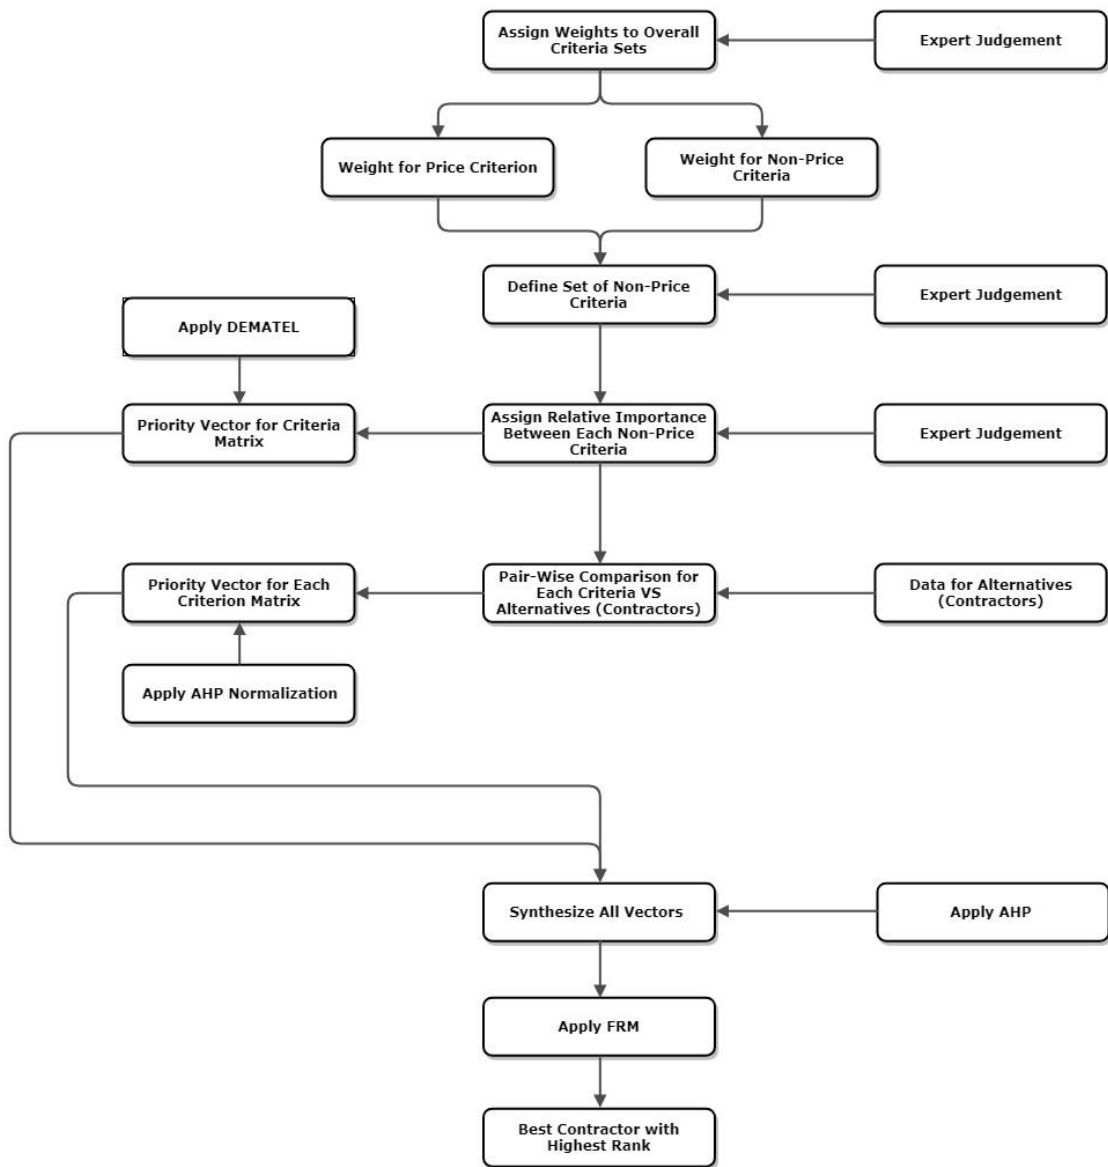 Assign Weights to Overall
Criteria Sets
Expert Judgement
Weight for Price Criterion
Weight for Non-Price
Criteria
Define Set of Non-Price
Criteria
Expert Judgement
Apply DEMATEL
Priority Vector for Criteria
Matrix
Assign Relative Importance
Between Each Non-Price
Criteria
Expert Judgement
Priority Vector for Each
Criterion Matrix
Pair-Wise Comparison for
Each Criteria VS
Alternatives (Contractors)
Data for Alternatives
(Contractors)
Apply AHP Normalization
Synthesize All Vectors
Apply AHP
Apply FRM
Best Contractor with
Highest Rank